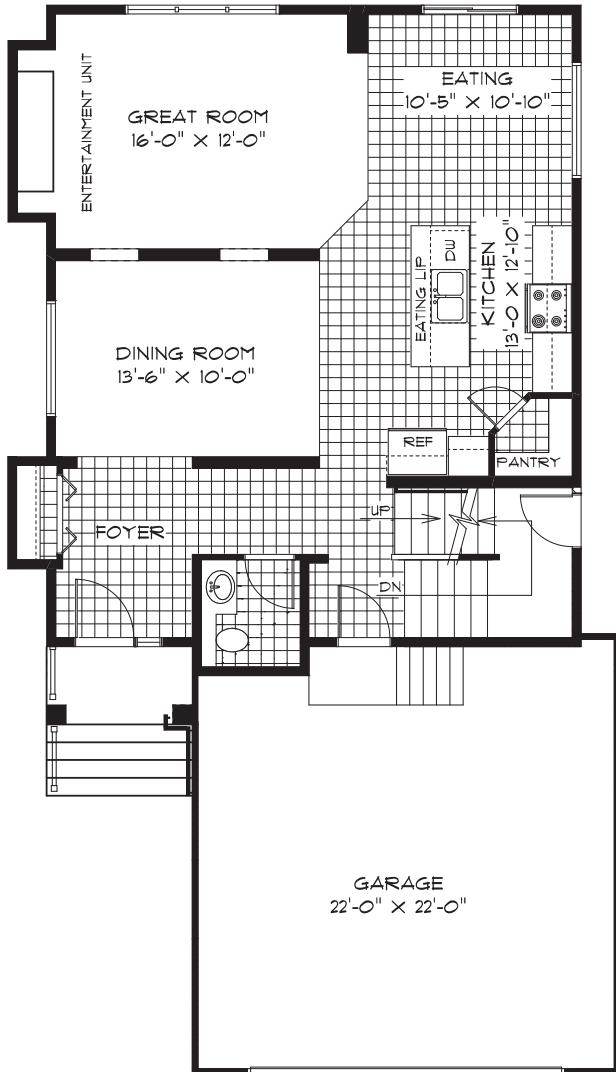 EATING
10'-5" X 10'-10"
ENTERTAINMENT UNIT
GREAT ROOM
16'-0" X 12'-0"
DW
EATING LIP
KITCHEN
13'-0 X 12'-10"
DINING ROOM
13'-6" X 10'-0"
REF
PANTRY
UP
FOYER
DN
GARAGE
22'-0" X 22'-0"